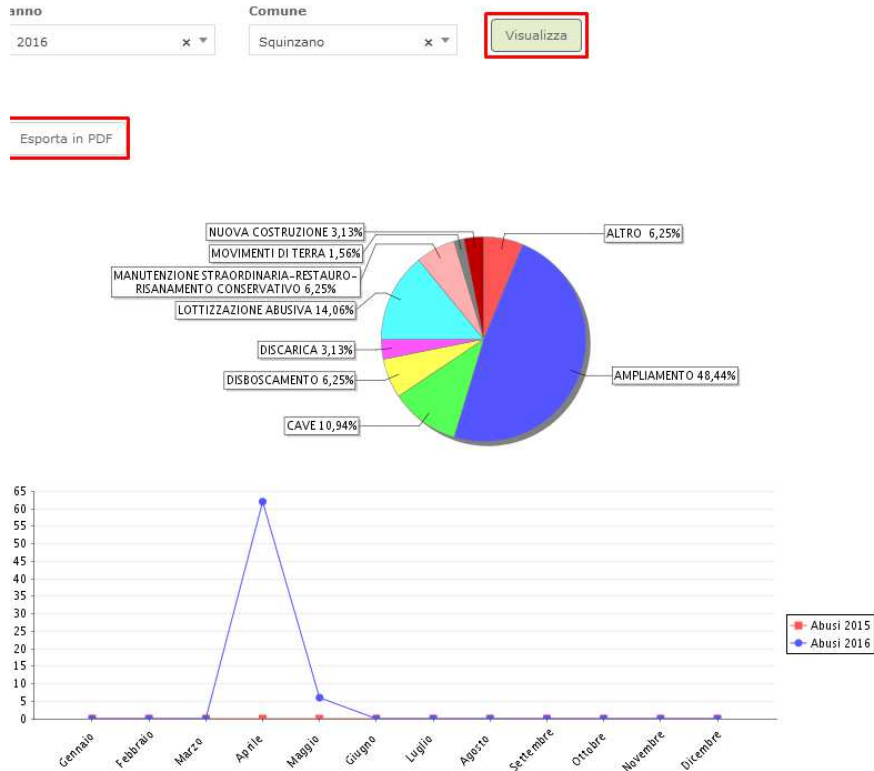 anno
Comune
2016
x
Squinzano
x
Visualizza
Esporta in PDF
NUOVA COSTRUZIONE 3,13%
ALTRO 6,25%
MOVIMENTI DI TERRA 1,56%
MANUTENZIONE STRAORDINARIA-RESTAURO-
RISANAMENTO CONSERVATIVO 6,25%
LOTTIZZAZIONE ABUSIVA 14,06%
DISCARICA 3,13%
AMPLIAMENTO 48,44%
DISBOSCAMENTO 6,25%
CAVE 10,94%
65
60
55
50
45
40
35
30
25
20
15
10
5
0
Abusi 2015
Abusi 2016
Gennaio
Febbraio
Marzo
Aprile
Maggio
Giugno
Luglio
Agosto
Settembre
Ottobre
Novembre
Dicembre